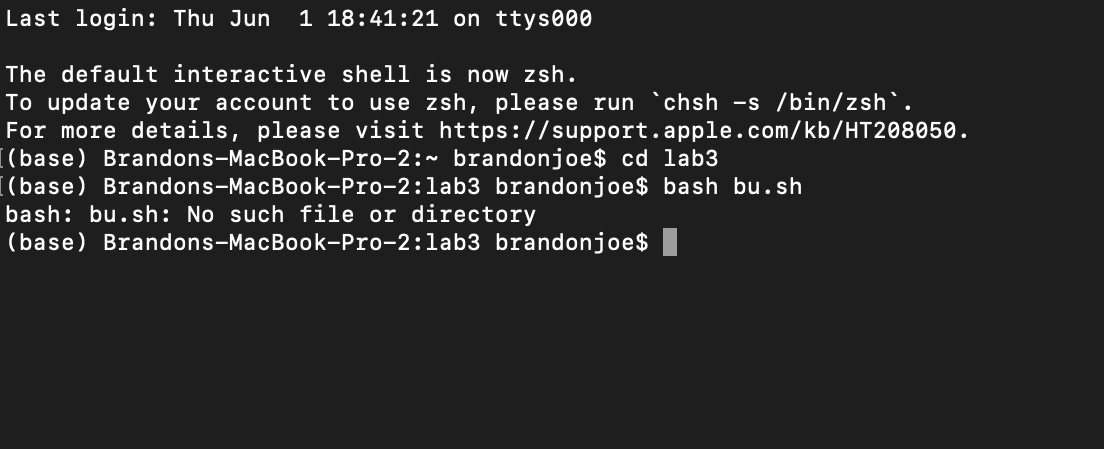 Last login: Thu Jun  1 18:41:21 on ttys000
The default interactive shell is now zsh.
To update your account to use zsh, please run `chsh -s /bin/zsh`.
For more details, please visit https://support.apple.com/kb/HT208050.
[(base) Brandons-MacBook-Pro-2:~ brandonjoe$ cd lab3
[(base) Brandons-MacBook-Pro-2:lab3 brandonjoe$ bash bu.sh
bash: bu.sh: No such file or directory
(base) Brandons-MacBook-Pro-2:lab3 brandonjoe$